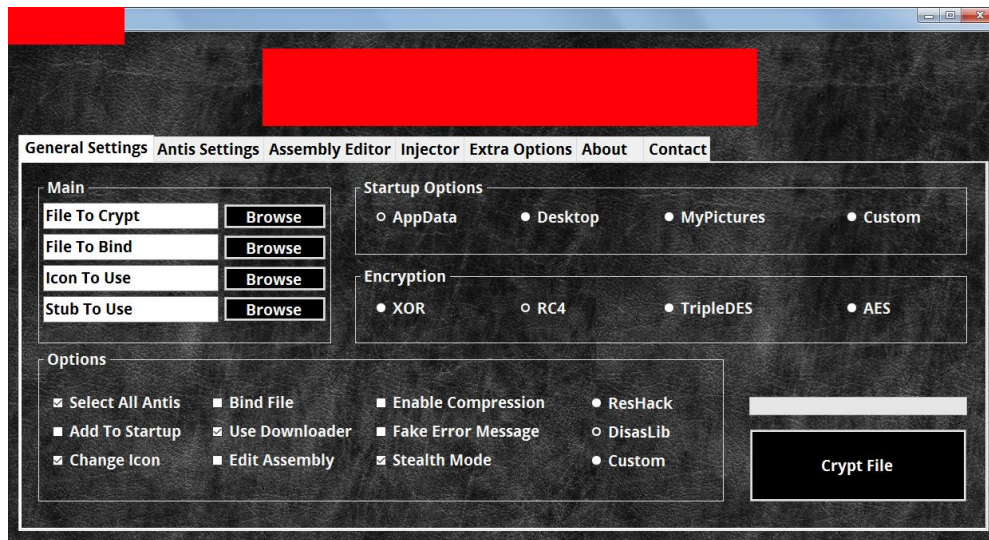 General Settings Antis Settings Assembly Editor Injector Extra Options About Contact
Main
File To Crypt Browse
File To Bind Browse
Icon To Use Browse
Stub To Use Browse
Startup Options
AppData Desktop MyPictures Custom
Encryption
XOR RC4 TripleDES AES
Options
Select All Antis Bind File Enable Compression ResHack
Add To Startup Use Downloader Fake Error Message DisasLib
Change Icon Edit Assembly Stealth Mode Custom
Crypt File